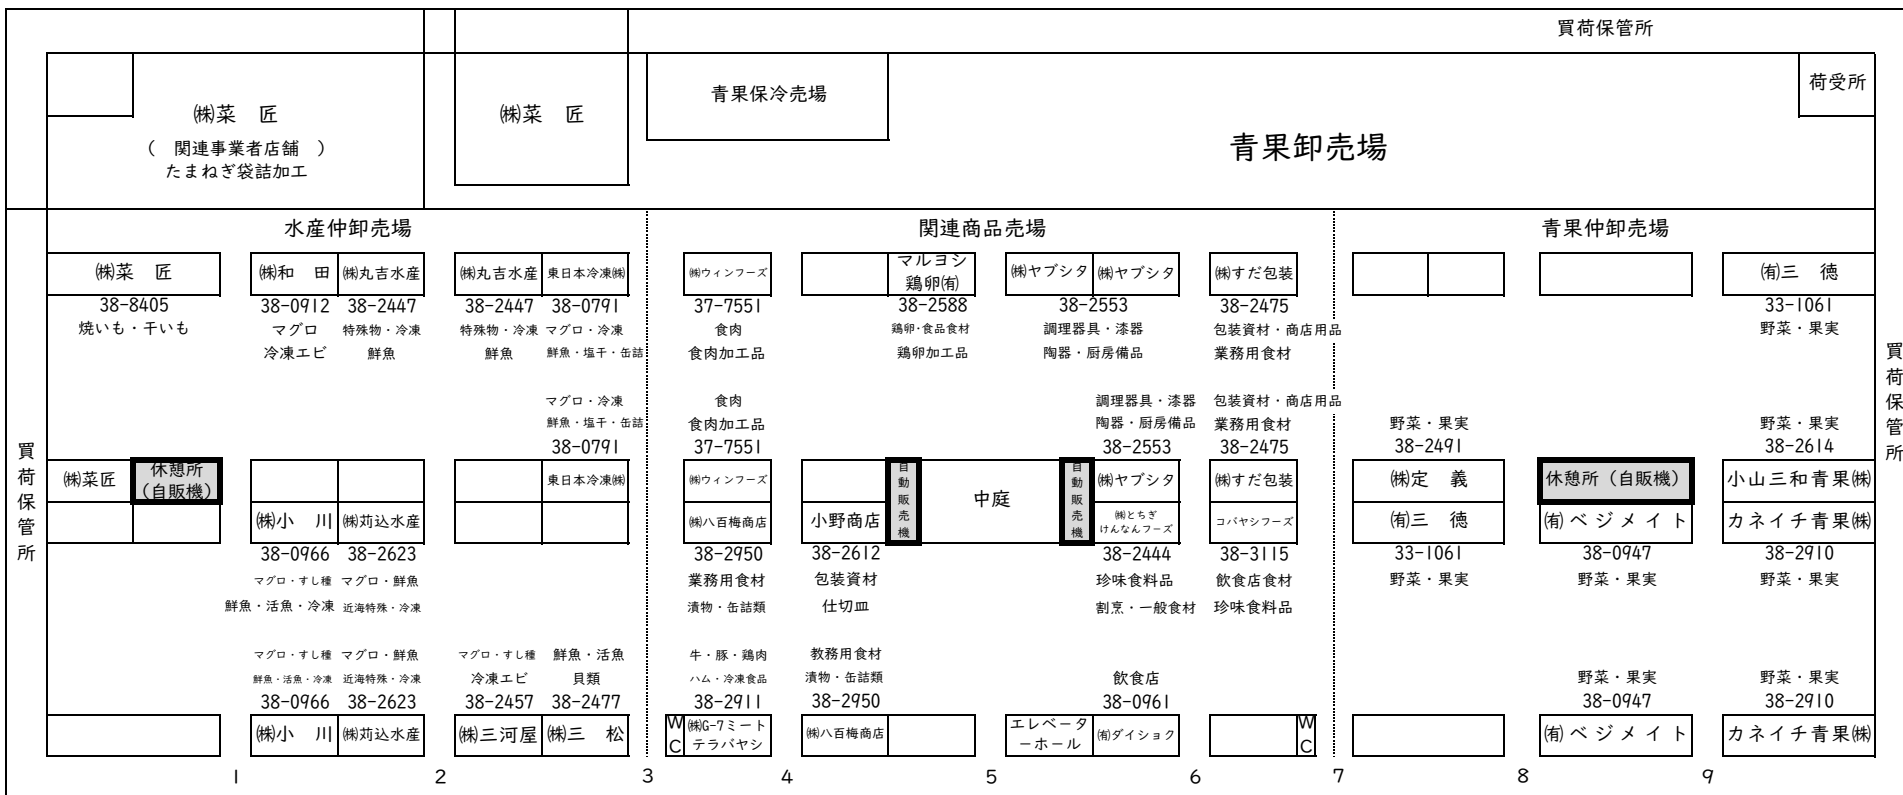 買荷保管所
㈱菜　匠
（　関連事業者店舗　）
たまねぎ袋詰加工
㈱菜　匠
青果保冷売場
青果卸売場
荷受所
買荷保管所
買荷保管所
水産仲卸売場
関連商品売場
青果仲卸売場
㈱菜　匠
㈱和　田
㈱丸吉水産
㈱丸吉水産
東日本冷凍㈱
㈱ウィンフーズ
マルヨシ
鶏卵㈲
㈱ヤブシタ
㈱ヤブシタ
㈱すだ包装
㈲三　徳
38-8405
38-0912
38-2447
38-2447
38-0791
37-7551
38-2588
38-2553
38-2475
33-1061
焼いも・干いも
マグロ
特殊物・冷凍
特殊物・冷凍
マグロ・冷凍
食肉
鶏卵・食品食材
調理器具・漆器
包装資材・商店用品
野菜・果実
冷凍エビ
鮮魚
鮮魚
鮮魚・塩干・缶詰
食肉加工品
鶏卵加工品
陶器・厨房備品
業務用食材
マグロ・冷凍
食肉
調理器具・漆器
包装資材・商店用品
鮮魚・塩干・缶詰
食肉加工品
陶器・厨房備品
業務用食材
野菜・果実
野菜・果実
38-0791
37-7551
38-2553
38-2475
38-2491
38-2614
㈱菜匠
休憩所
（自販機）
東日本冷凍㈱
㈱ウィンフーズ
自動販売機
中庭
自動販売機
㈱ヤブシタ
㈱すだ包装
㈱定　義
休憩所（自販機）
小山三和青果㈱
㈱小　川
㈱苅込水産
㈱八百梅商店
小野商店
㈱とちぎ
けんなんフーズ
コバヤシフーズ
㈲三　徳
㈲ベジメイト
カネイチ青果㈱
38-0966
38-2623
38-2950
38-2612
38-2444
38-3115
33-1061
38-0947
38-2910
マグロ・すし種
マグロ・鮮魚
業務用食材
包装資材
珍味食料品
飲食店食材
野菜・果実
野菜・果実
野菜・果実
鮮魚・活魚・冷凍
近海特殊・冷凍
漬物・缶詰類
仕切皿
割烹・一般食材
珍味食料品
マグロ・すし種
マグロ・鮮魚
マグロ・すし種
鮮魚・活魚
牛・豚・鶏肉
教務用食材
鮮魚・活魚・冷凍
近海特殊・冷凍
冷凍エビ
貝類
ハム・冷凍食品
漬物・缶詰類
飲食店
野菜・果実
野菜・果実
38-0966
38-2623
38-2457
38-2477
38-2911
38-2950
38-0961
38-0947
38-2910
㈱小　川
㈱苅込水産
㈱三河屋
㈱三　松
WC
㈱G-7ミート
テラバヤシ
㈱八百梅商店
エレベータ
ーホール
㈲ダイショク
WC
㈲ベジメイト
カネイチ青果㈱
1
2
3
4
5
6
7
8
9